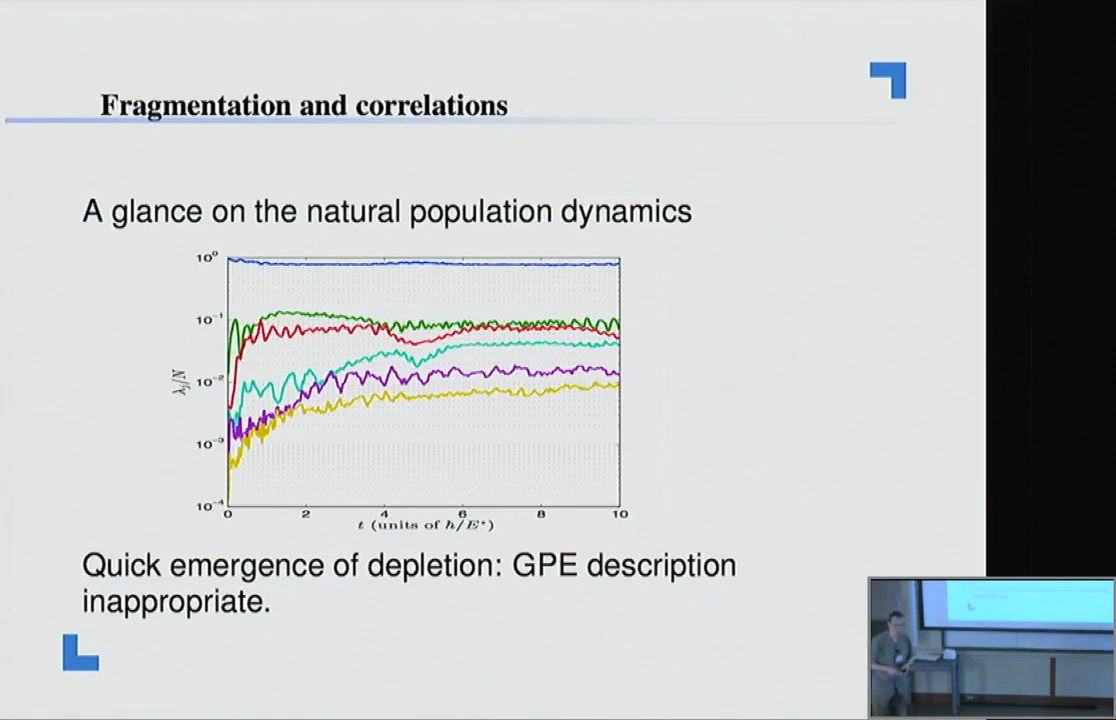 Fragmentation and correlations
A glance on the natural population dynamics
10⁰
10⁻¹
10⁻²
10⁻³
10⁻⁴
λⱼ/N
0 2 4 6 8 10
t (units of ħ/E*)
Quick emergence of depletion: GPE description
inappropriate.